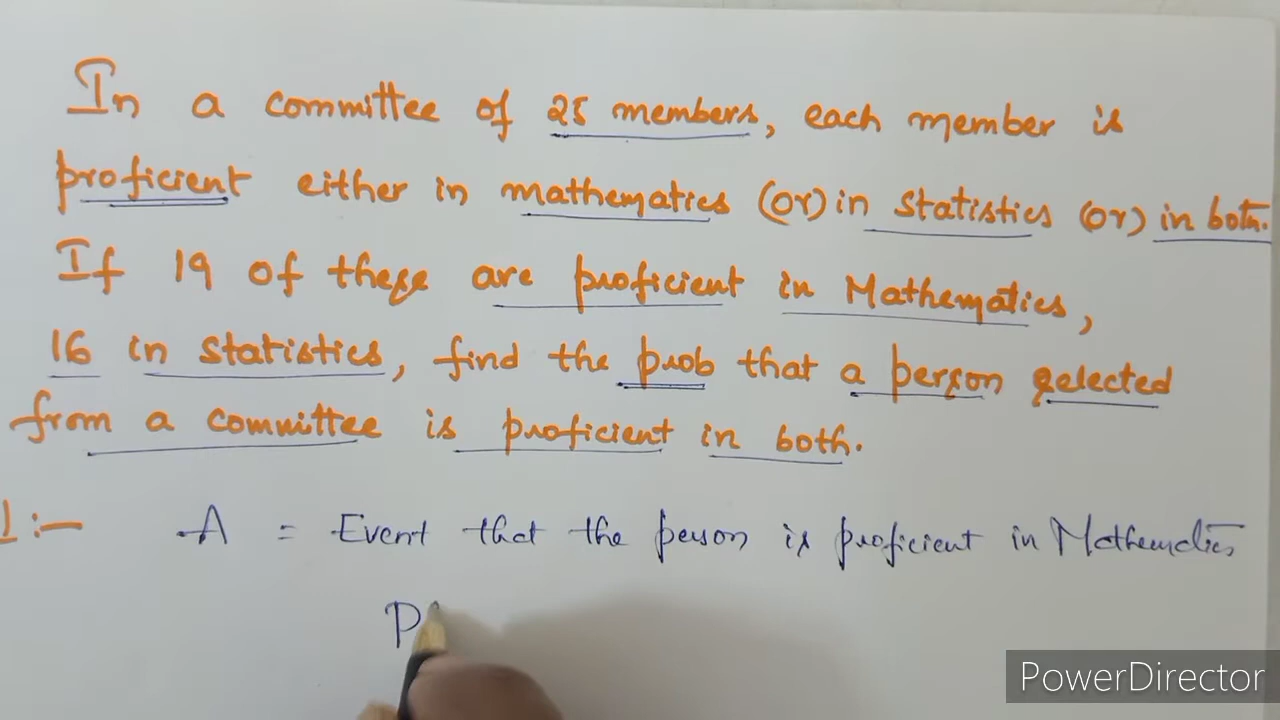 In a committee of 25 members, each member is
proficient either in mathematics (or) in statistics (or) in both.
If 19 of these are proficient in Mathematics,
16 in statistics, find the prob that a person selected
from a committee is proficient in both.
1:- A = Event that the person is proficient in Mathematics
P(
PowerDirector